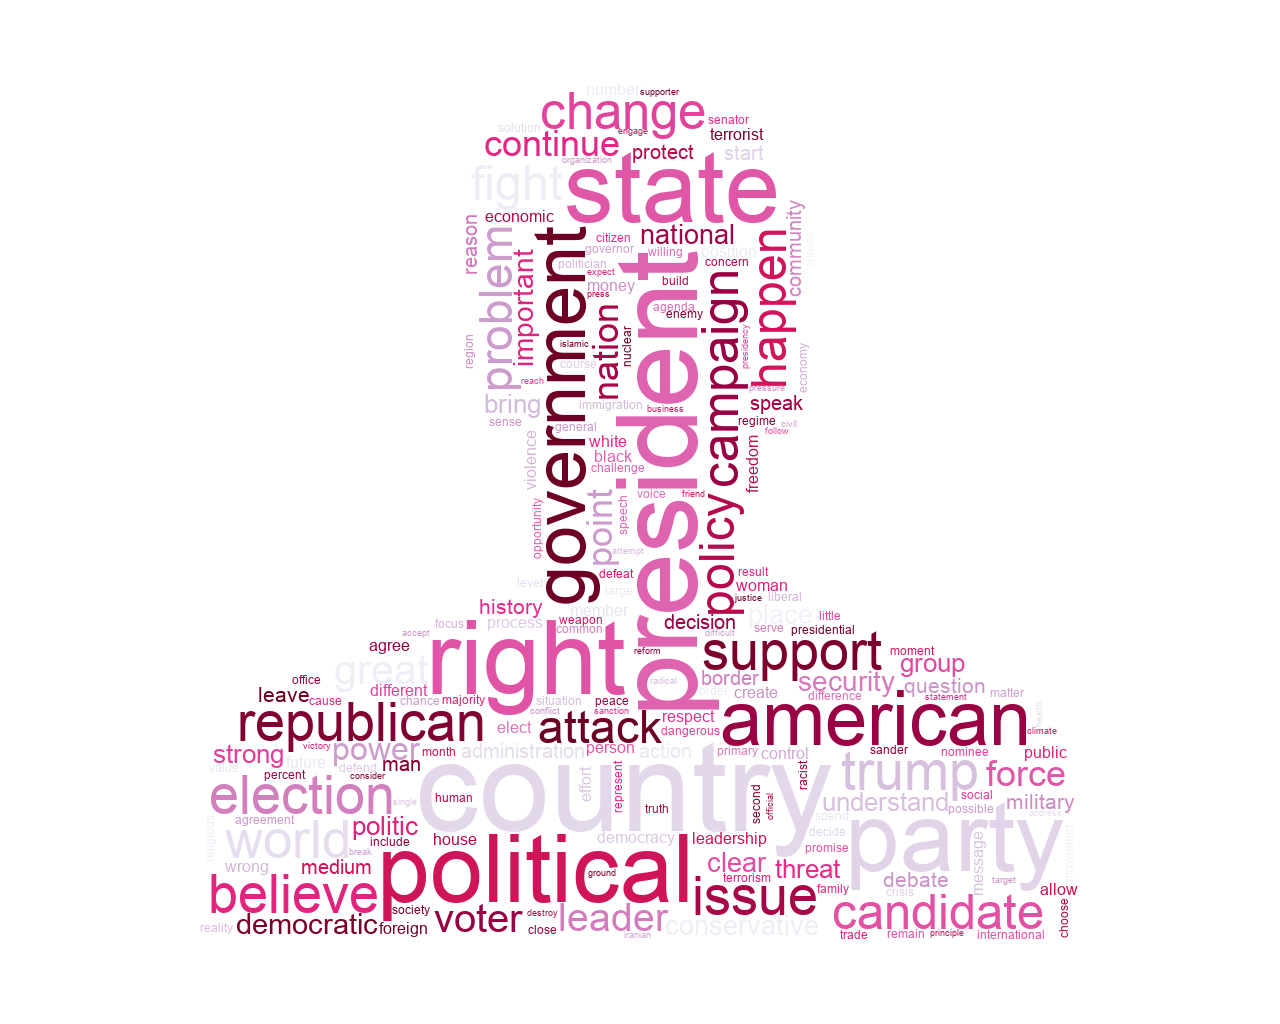 number supporter
change
solution engage senator
continue terrorist
organization protect start
fight state
economic
reason problem important government citizen national community
governor willing position
politician expect money press build concern
happen
agenda enemy
president campaign nation nuclear
islamic
region course presidency economy
reach pressure
bring immigration business speak
sense general regime civil
follow
violence white
black
challenge freedom
opportunity point speech voice friend policy
attempt
defeat result
level large woman
justice liberal
history member place
weapon decision little
focus process common serve presidential
accept difficult
agree right reform support moment
great radical border security group
office different order create question
leave cause chance majority situation peace difference statement matter
conflict sanction
republican elect attack respect american
dangerous health climate
strong victory power month administration person action primary control sander nominee public
value future defend man
percent consider country trump force
election single human effort represent truth second official racist understand social possible military
agreement spend access
religious world politic include house democracy leadership decide promise party message movement
break
wrong medium political ground clear threat debate
terrorism family crisis target allow
believe society voter destroy leader issue candidate choose
reality democratic foreign close iranian conservative trade remain principle international